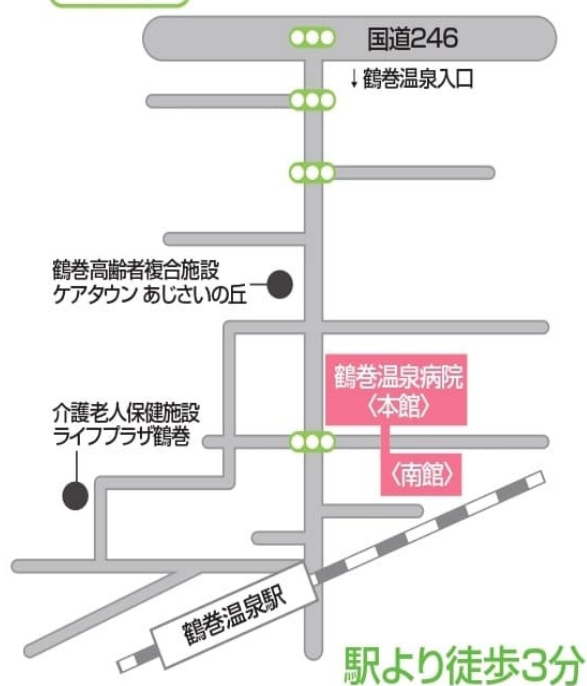 国道246
↓鶴巻温泉入口
鶴巻高齢者複合施設
ケアタウン あじさいの丘
鶴巻温泉病院
〈本館〉
介護老人保健施設
ライフプラザ鶴巻
〈南館〉
鶴巻温泉駅
駅より徒歩3分